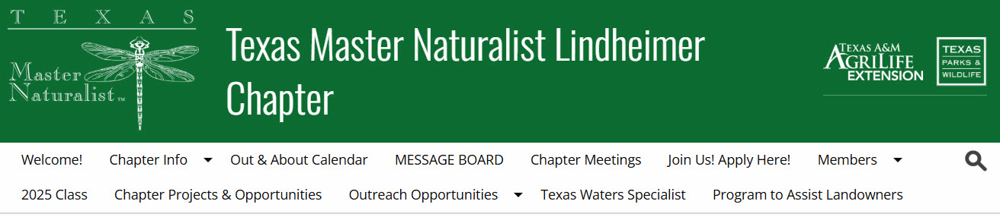 TEXAS
Master
Naturalist™
Texas Master Naturalist Lindheimer
Chapter
TEXAS A&M
AGRILIFE
EXTENSION
TEXAS
PARKS &
WILDLIFE
Welcome! Chapter Info Out & About Calendar MESSAGE BOARD Chapter Meetings Join Us! Apply Here! Members
2025 Class Chapter Projects & Opportunities Outreach Opportunities Texas Waters Specialist Program to Assist Landowners